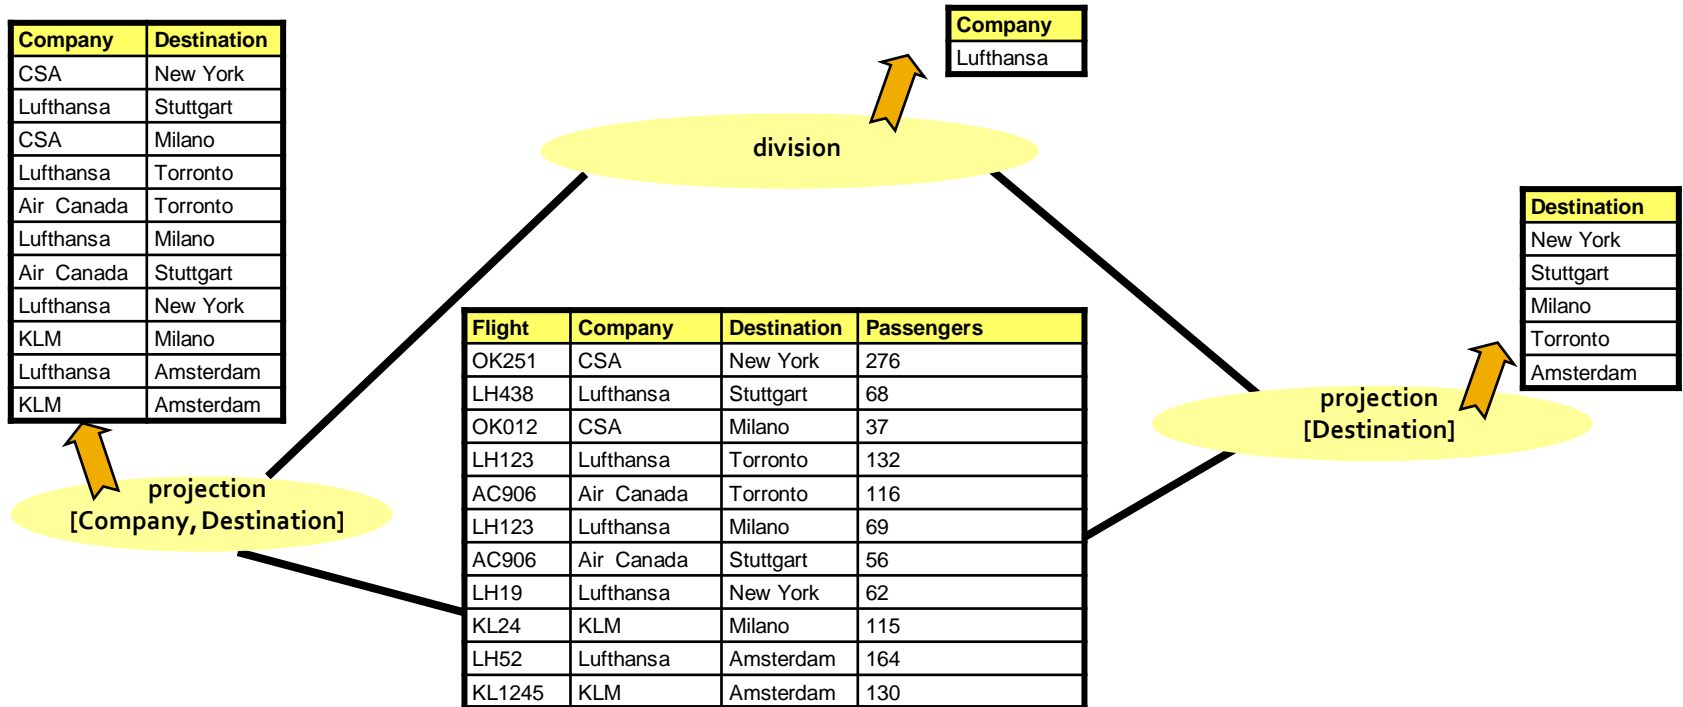 Company Destination
CSA New York
Lufthansa Stuttgart
CSA Milano
Lufthansa Torronto
Air Canada Torronto
Lufthansa Milano
Air Canada Stuttgart
Lufthansa New York
KLM Milano
Lufthansa Amsterdam
KLM Amsterdam
projection
[Company, Destination]
division
Company
Lufthansa
Flight Company Destination Passengers
OK251 CSA New York 276
LH438 Lufthansa Stuttgart 68
OK012 CSA Milano 37
LH123 Lufthansa Torronto 132
AC906 Air Canada Torronto 116
LH123 Lufthansa Milano 69
AC906 Air Canada Stuttgart 56
LH19 Lufthansa New York 62
KL24 KLM Milano 115
LH52 Lufthansa Amsterdam 164
KL1245 KLM Amsterdam 130
Destination
New York
Stuttgart
Milano
Torronto
Amsterdam
projection
[Destination]